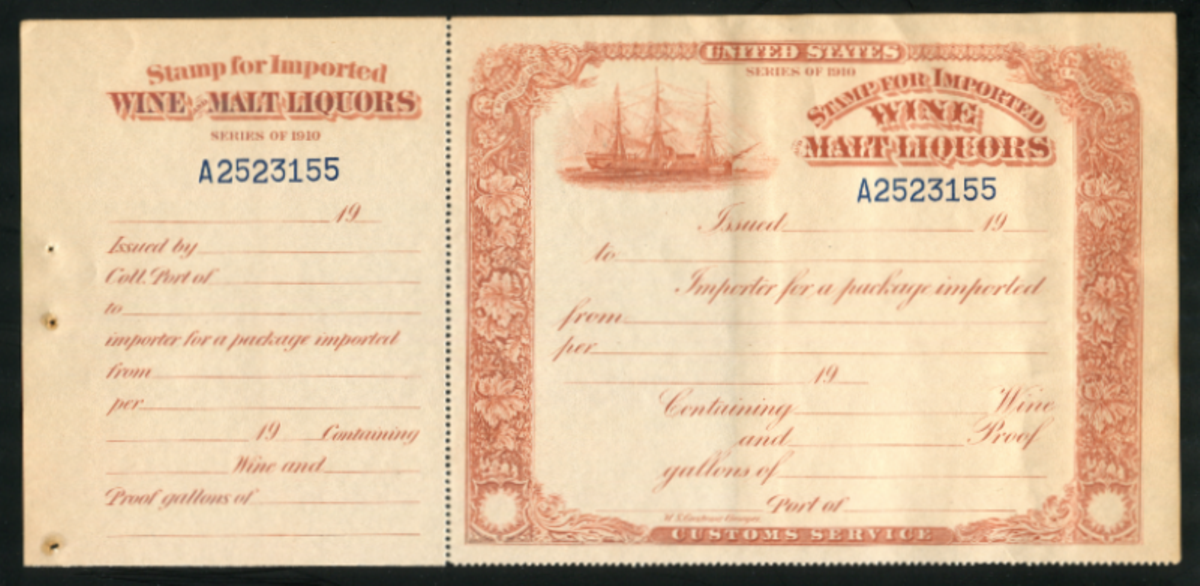 Stamp for Imported
WINE AND MALT LIQUORS
SERIES OF 1910
A2523155
19
Issued by
Coll. Port of
to
importer for a package imported
from
per
19 Containing
Wine and
Proof gallons of
UNITED STATES
SERIES OF 1910
STAMP FOR IMPORTED
WINE
MALT LIQUORS
A2523155
Issued 19
to
Importer for a package imported
from
per
19
Containing Wine
and Proof
gallons of
Port of
CUSTOMS SERVICE